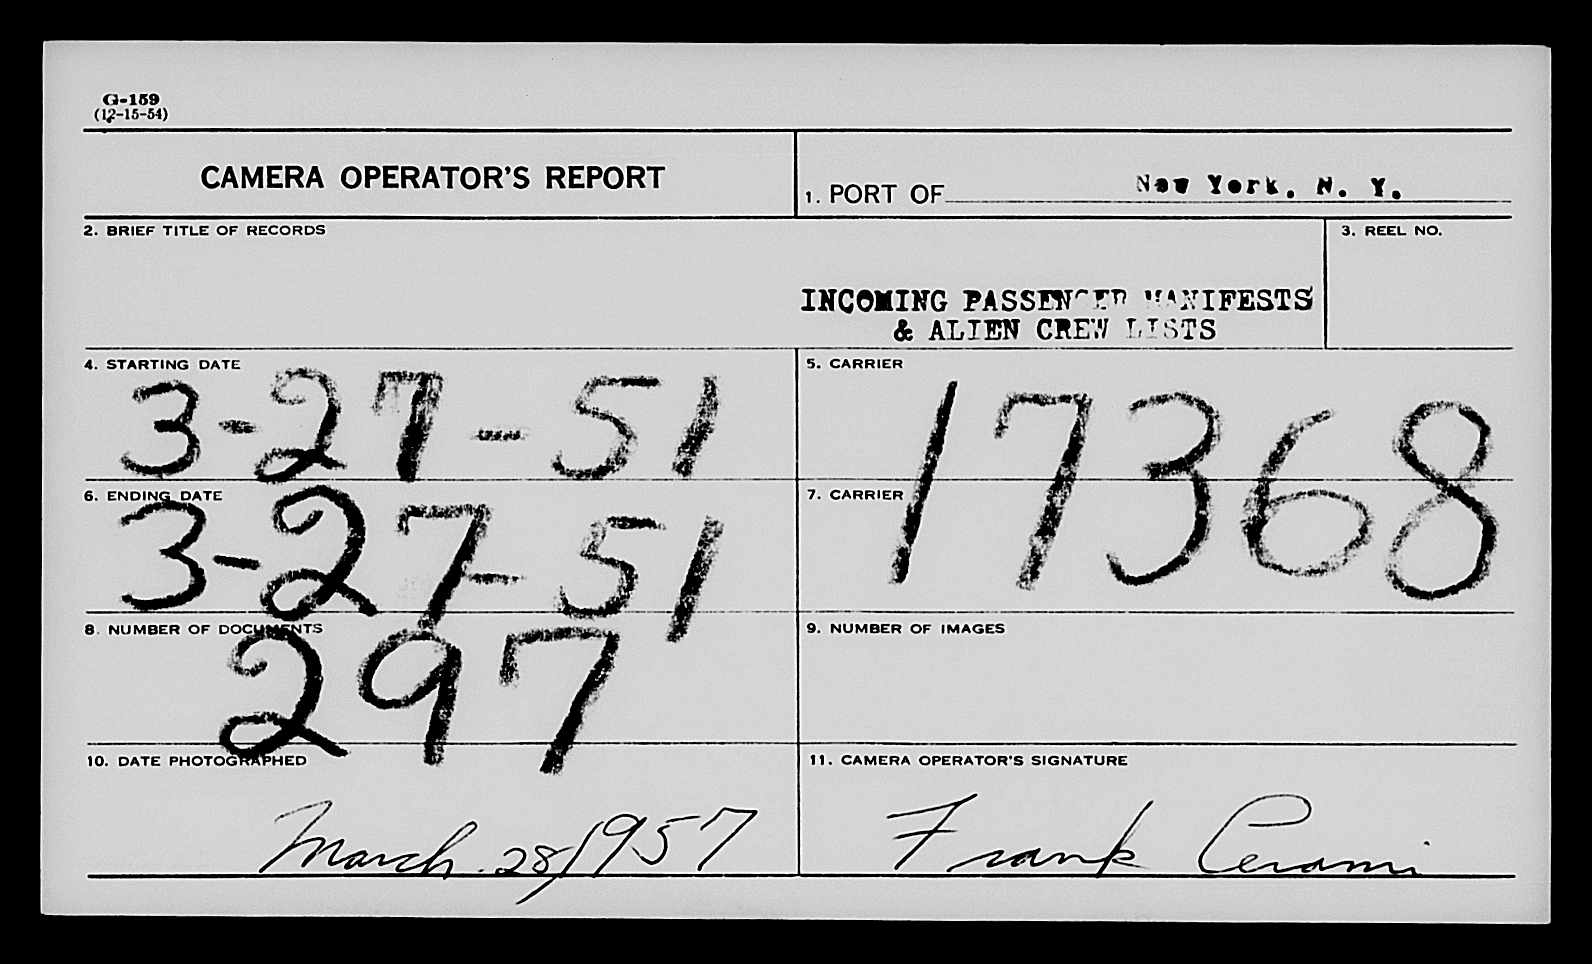 G-159
(12-15-54)
CAMERA OPERATOR'S REPORT
1. PORT OF New York, N. Y.
2. BRIEF TITLE OF RECORDS
3. REEL NO.
INCOMING PASSENGER MANIFESTS
& ALIEN CREW LISTS
4. STARTING DATE
3-27-51
5. CARRIER
17368
6. ENDING DATE
3-27-51
7. CARRIER
8. NUMBER OF DOCUMENTS
297
9. NUMBER OF IMAGES
10. DATE PHOTOGRAPHED
March. 28, 1957
11. CAMERA OPERATOR'S SIGNATURE
Frank Cerami